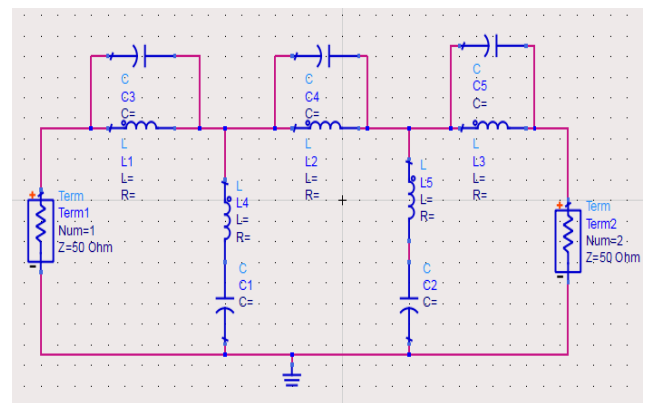 C
C3
C=
C
C4
C=
C
C5
C=
L
L1
L=
R=
L
L2
L=
R=
L
L3
L=
R=
L
L4
L=
R=
L
L5
L=
R=
C
C1
C=
C
C2
C=
+
Term
Term1
Num=1
Z=50 Ohm
-
+
Term
Term2
Num=2
Z=50 Ohm
-